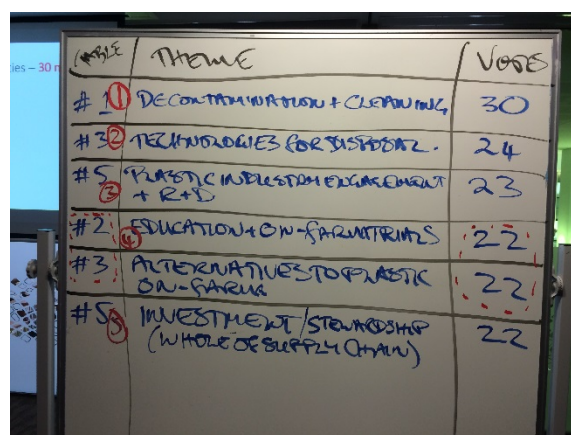 ies – 30 m
TABLE THEME VOTES
# 1 ① DECONTAMINATION + CLEANING 30
#3 ② TECHNOLOGIES FOR DISPOSAL. 24
#5 ③ PLASTIC INDUSTRY ENGAGEMENT + R+D 23
#2 ④ EDUCATION + ON-FARM TRIALS 22
#3 ALTERNATIVES TO PLASTIC ON-FARM 22
#5 ⑤ INVESTMENT/STEWARDSHIP 22
(WHOLE OF SUPPLY CHAIN)